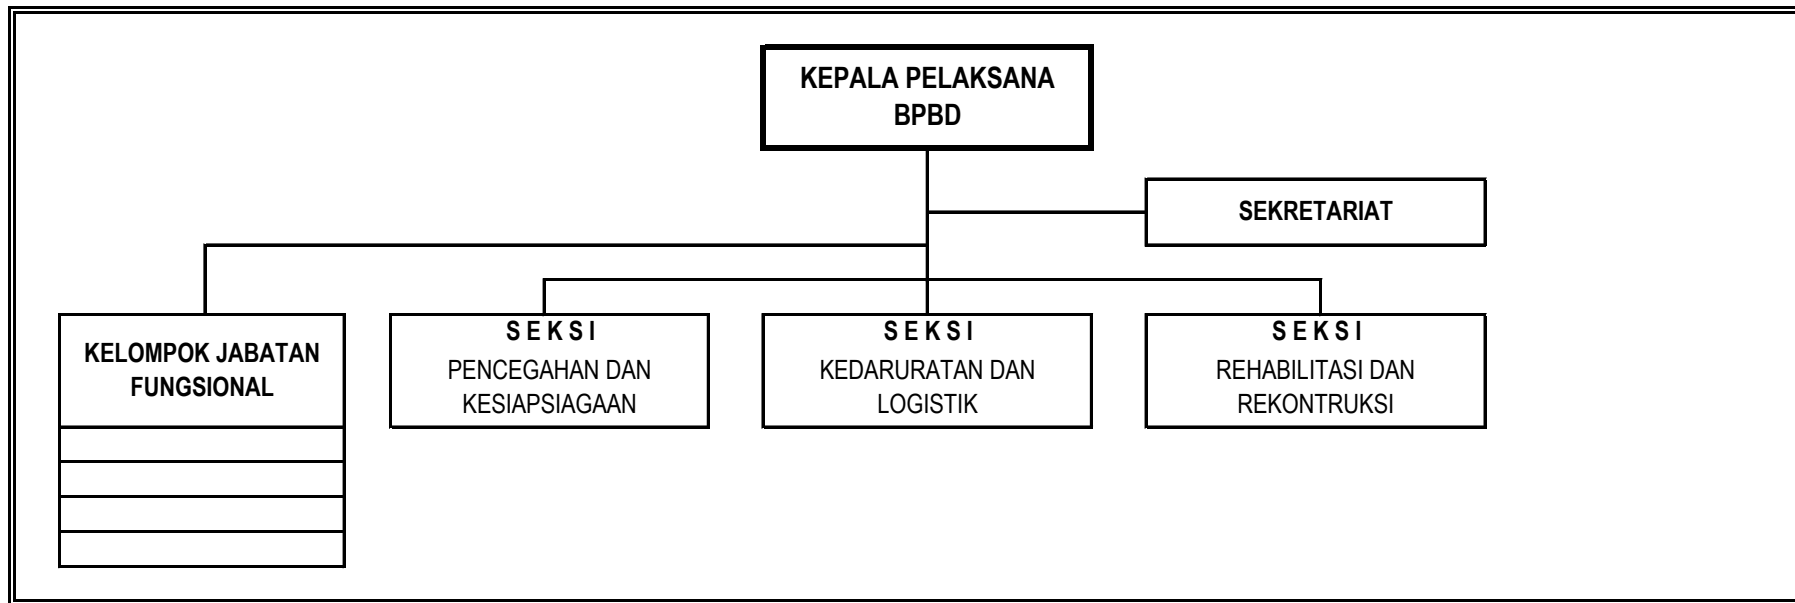 KEPALA PELAKSANA
BPBD
SEKRETARIAT
KELOMPOK JABATAN
FUNGSIONAL
S E K S I
PENCEGAHAN DAN
KESIAPSIAGAAN
S E K S I
KEDARURATAN DAN
LOGISTIK
S E K S I
REHABILITASI DAN
REKONTRUKSI